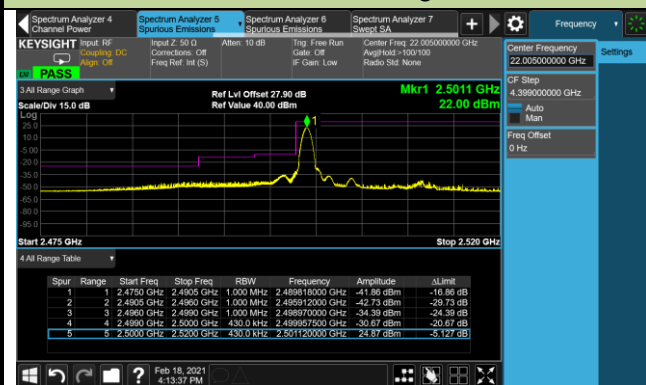 Spectrum Analyzer 4
Channel Power
Spectrum Analyzer 5
Spurious Emissions
Spectrum Analyzer 6
Spurious Emissions
Spectrum Analyzer 7
Swept SA
Frequency
KEYSIGHT
Input: RF
Coupling: DC
Align: Off
Input Z: 50 Ω
Corrections: Off
Freq Ref: Int (S)
Atten: 10 dB
Trig: Free Run
Gate: Off
IF Gain: Low
Center Freq: 22.005000000 GHz
Avg|Hold:>100/100
Radio Std: None
LXI PASS
Center Frequency
22.005000000 GHz
Settings
CF Step
4.399000000 GHz
Auto
Man
Freq Offset
0 Hz
3 All Range Graph
Scale/Div 15.0 dB
Ref Lvl Offset 27.90 dB
Ref Value 40.00 dBm
Mkr1 2.5011 GHz
22.00 dBm
Log
25.0
10.0
-5.00
-20.0
-35.0
-50.0
-65.0
-80.0
-95.0
1
Start 2.475 GHz
Stop 2.520 GHz
4 All Range Table
Spur Range Start Freq Stop Freq RBW Frequency Amplitude ΔLimit
1 1 2.4750 GHz 2.4905 GHz 1.000 MHz 2.489818000 GHz -41.86 dBm -16.86 dB
2 2 2.4905 GHz 2.4960 GHz 1.000 MHz 2.495912000 GHz -42.73 dBm -29.73 dB
3 3 2.4960 GHz 2.4990 GHz 1.000 MHz 2.498970000 GHz -34.39 dBm -24.39 dB
4 4 2.4990 GHz 2.5000 GHz 430.0 kHz 2.499957500 GHz -30.67 dBm -20.67 dB
5 5 2.5000 GHz 2.5200 GHz 430.0 kHz 2.501120000 GHz 24.87 dBm -5.127 dB
Feb 18, 2021
4:13:37 PM